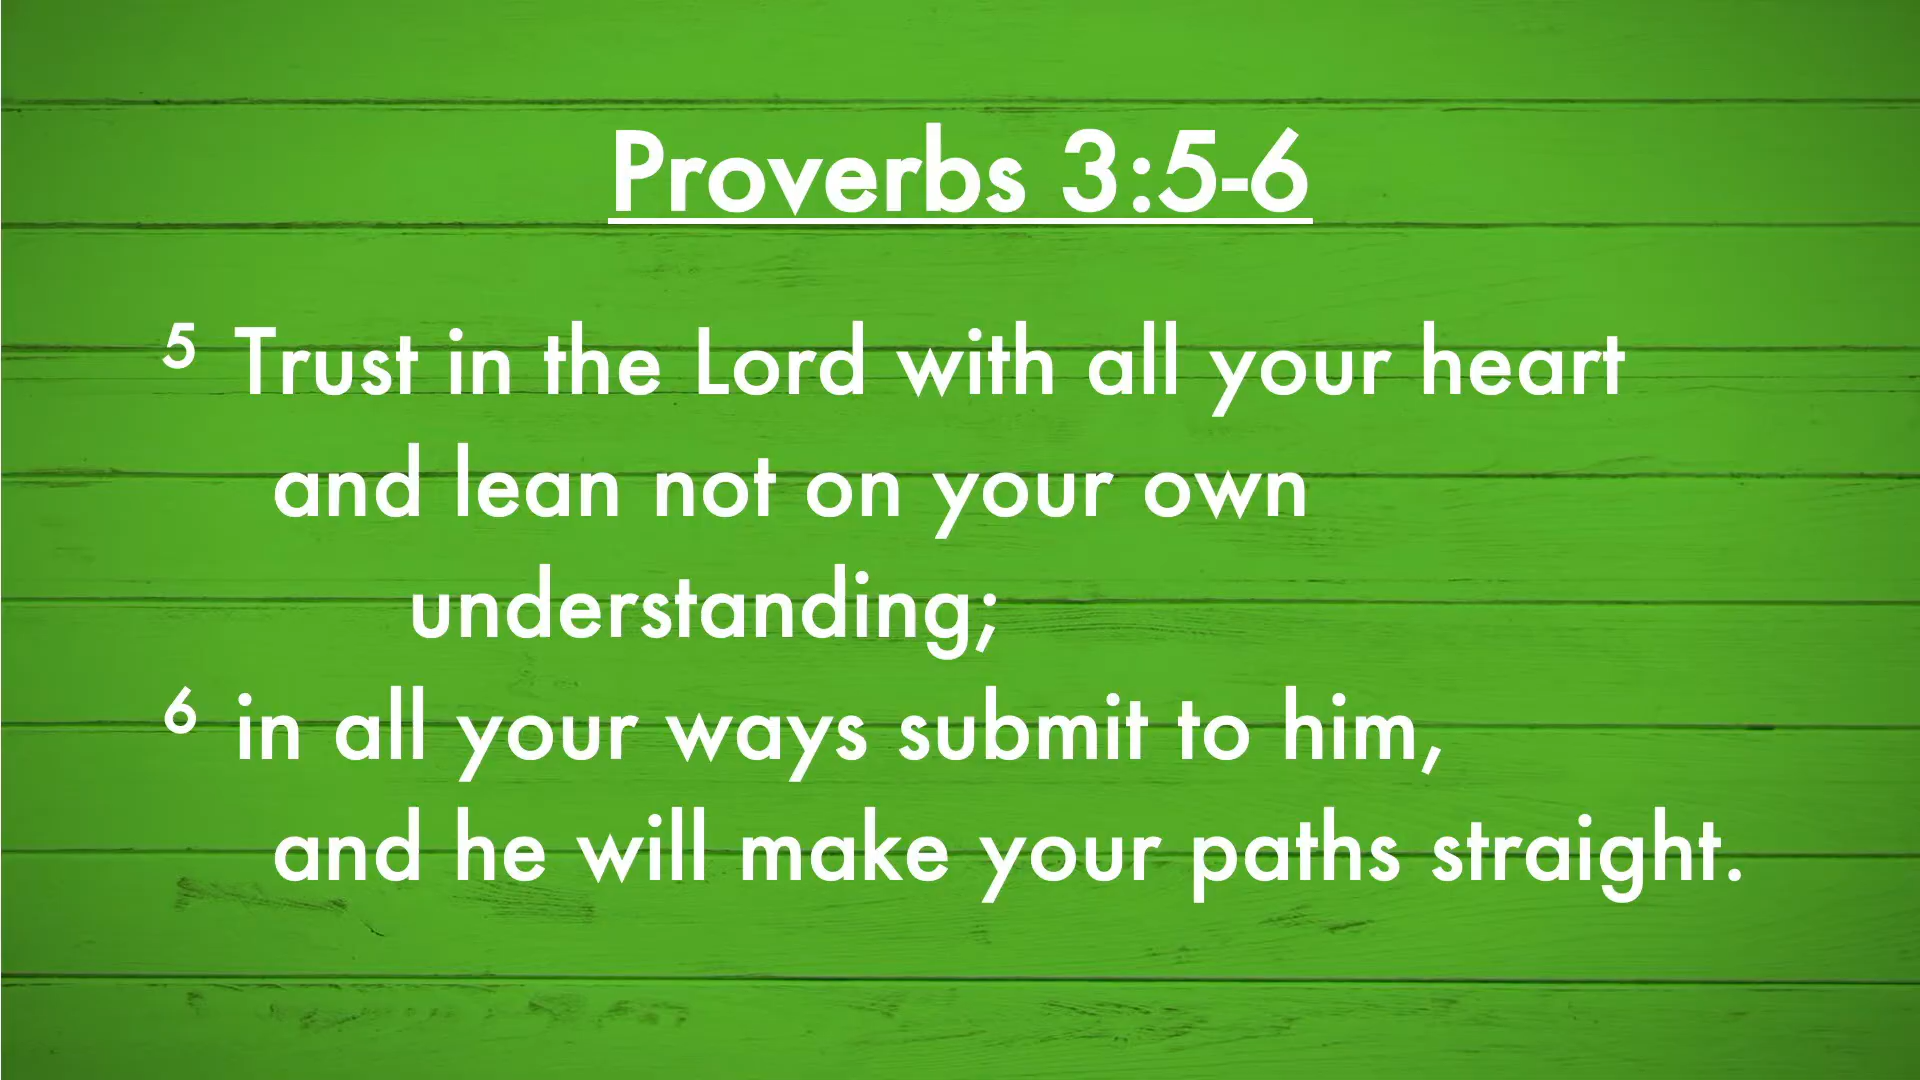 Proverbs 3:5-6
5 Trust in the Lord with all your heart
and lean not on your own
understanding;
6 in all your ways submit to him,
and he will make your paths straight.